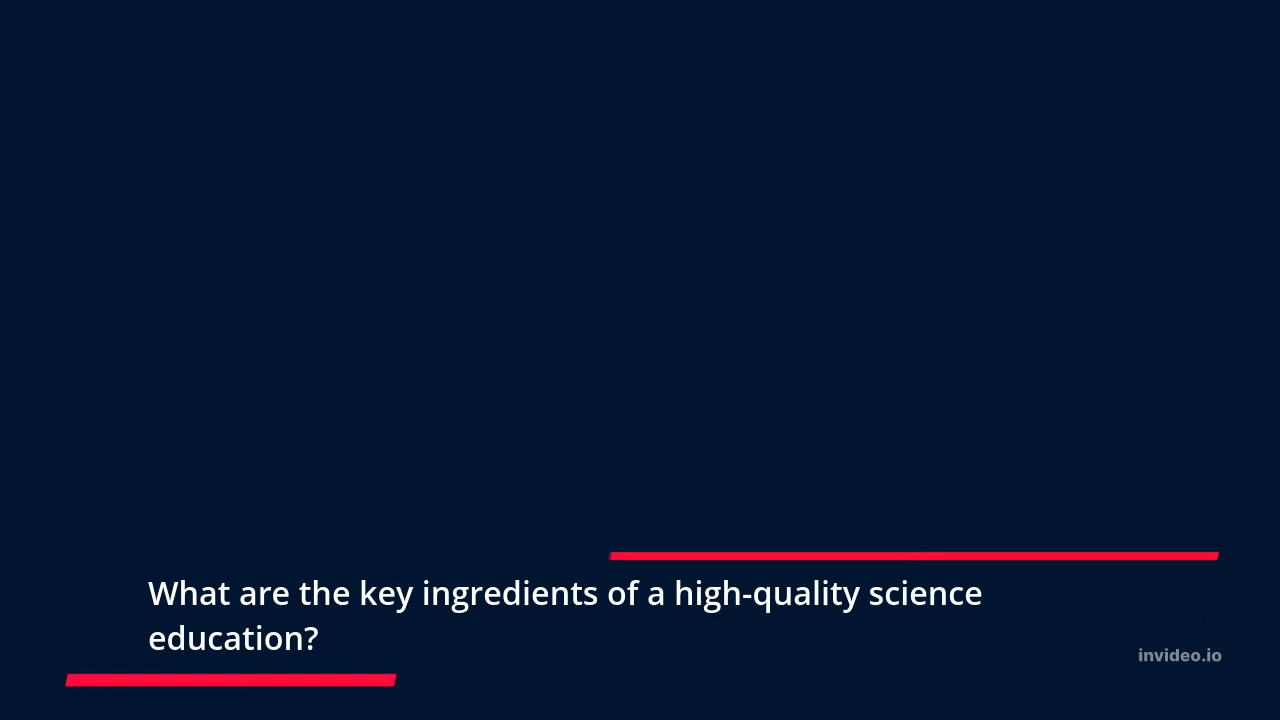 What are the key ingredients of a high-quality science
education?
invideo.io